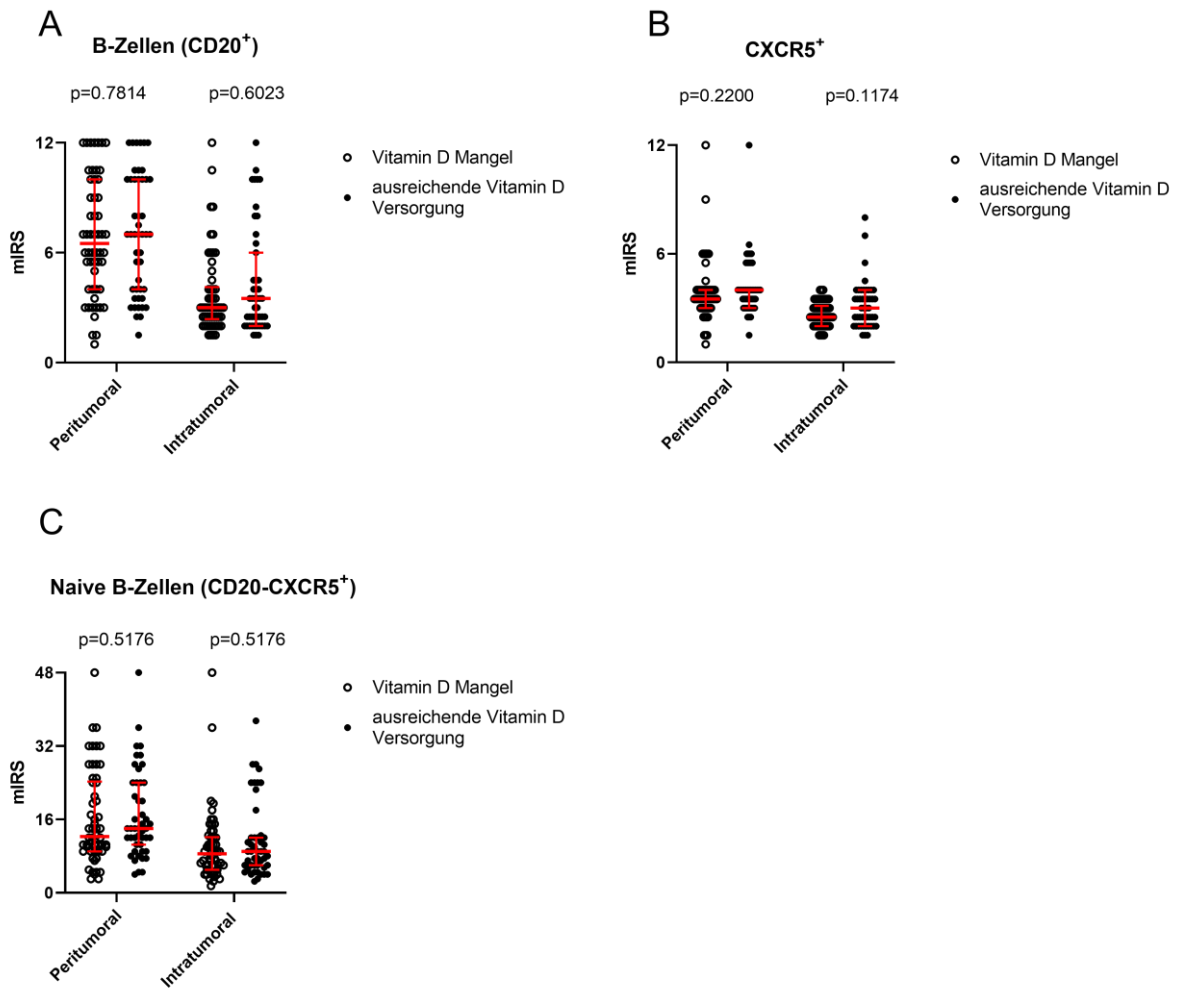 A
B-Zellen (CD20+)
p=0.7814 p=0.6023
12
6
0
mIRS
Peritumoral
Intratumoral
Vitamin D Mangel
ausreichende Vitamin D
Versorgung
B
CXCR5+
p=0.2200 p=0.1174
12
6
0
mIRS
Peritumoral
Intratumoral
Vitamin D Mangel
ausreichende Vitamin D
Versorgung
C
Naive B-Zellen (CD20-CXCR5+)
p=0.5176 p=0.5176
48
32
16
0
mIRS
Peritumoral
Intratumoral
Vitamin D Mangel
ausreichende Vitamin D
Versorgung